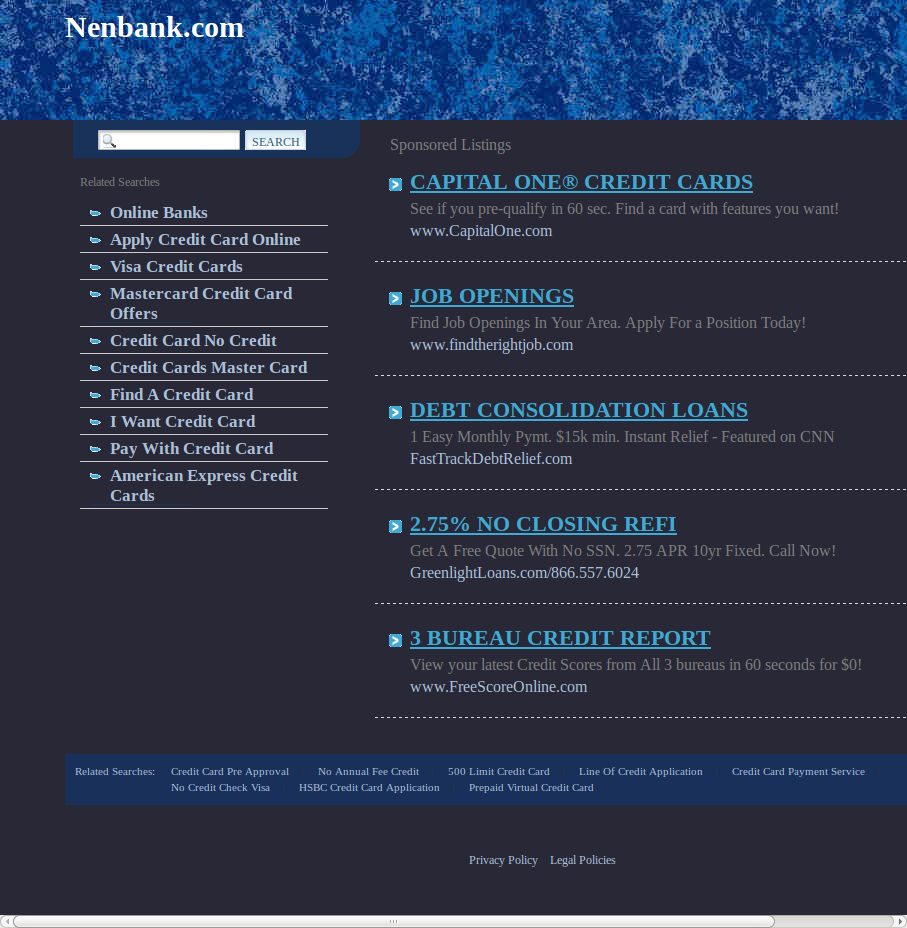 Nenbank.com
SEARCH
Related Searches
Online Banks
Apply Credit Card Online
Visa Credit Cards
Mastercard Credit Card
Offers
Credit Card No Credit
Credit Cards Master Card
Find A Credit Card
I Want Credit Card
Pay With Credit Card
American Express Credit
Cards
Sponsored Listings
CAPITAL ONE® CREDIT CARDS
See if you pre-qualify in 60 sec. Find a card with features you want!
www.CapitalOne.com
JOB OPENINGS
Find Job Openings In Your Area. Apply For a Position Today!
www.findtherightjob.com
DEBT CONSOLIDATION LOANS
1 Easy Monthly Pymt. $15k min. Instant Relief - Featured on CNN
FastTrackDebtRelief.com
2.75% NO CLOSING REFI
Get A Free Quote With No SSN. 2.75 APR 10yr Fixed. Call Now!
GreenlightLoans.com/866.557.6024
3 BUREAU CREDIT REPORT
View your latest Credit Scores from All 3 bureaus in 60 seconds for $0!
www.FreeScoreOnline.com
Related Searches: Credit Card Pre Approval No Annual Fee Credit 500 Limit Credit Card Line Of Credit Application Credit Card Payment Service
No Credit Check Visa HSBC Credit Card Application Prepaid Virtual Credit Card
Privacy Policy Legal Policies